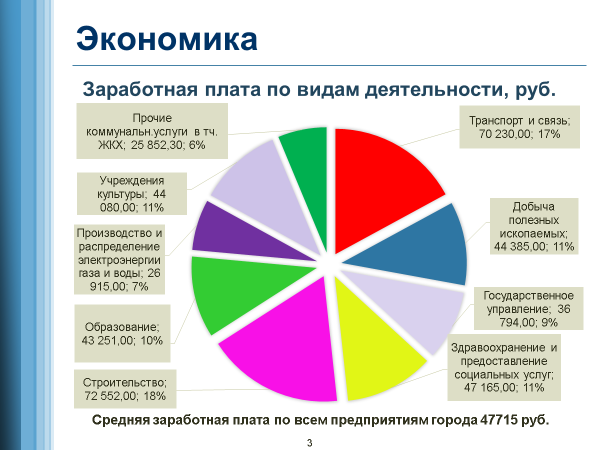 Экономика
Заработная плата по видам деятельности, руб.
Прочие
коммунальн.услуги в тч.
ЖКХ; 25 852,30; 6%
Транспорт и связь;
70 230,00; 17%
Учреждения
культуры; 44
080,00; 11%
Добыча
полезных
ископаемых;
44 385,00; 11%
Производство и
распределение
электроэнергии
газа и воды; 26
915,00; 7%
Государственное
управление; 36
794,00; 9%
Образование;
43 251,00; 10%
Здравоохранение и
предоставление
социальных услуг;
47 165,00; 11%
Строительство;
72 552,00; 18%
Средняя заработная плата по всем предприятиям города 47715 руб.
3